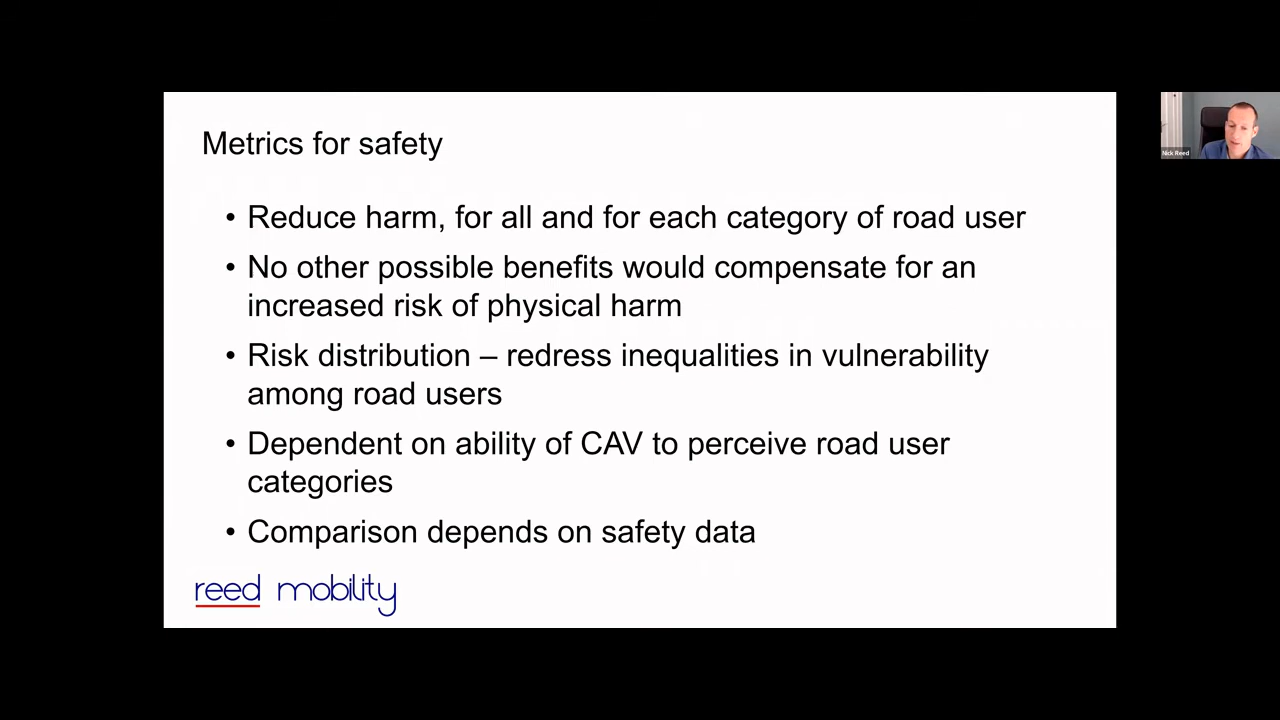 Metrics for safety
• Reduce harm, for all and for each category of road user
• No other possible benefits would compensate for an
increased risk of physical harm
• Risk distribution – redress inequalities in vulnerability
among road users
• Dependent on ability of CAV to perceive road user
categories
• Comparison depends on safety data
reed mobility
Nick Reed